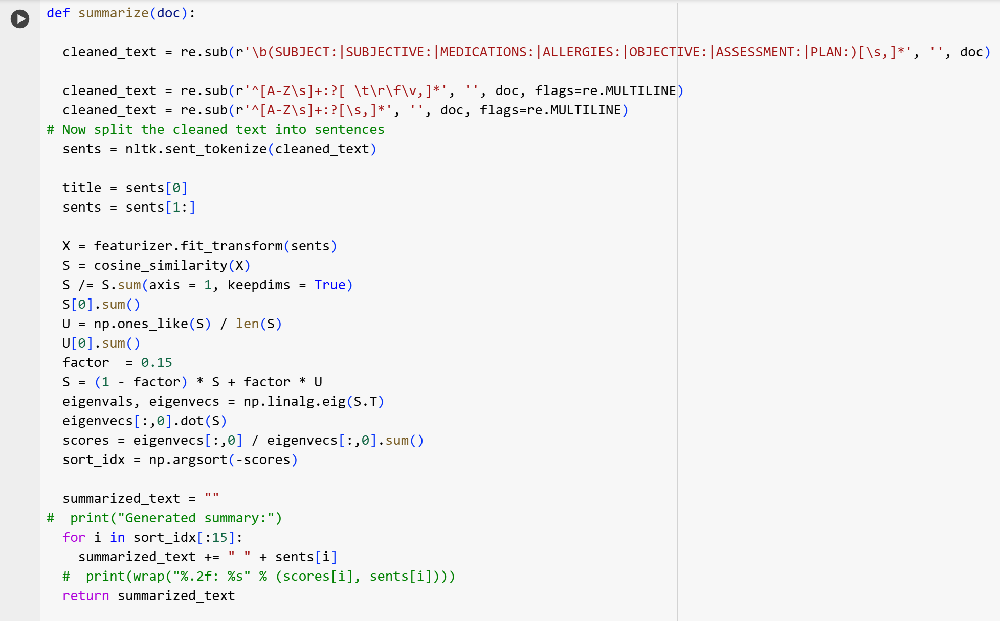 def summarize(doc):
cleaned_text = re.sub(r'\b(SUBJECT:|SUBJECTIVE:|MEDICATIONS:|ALLERGIES:|OBJECTIVE:|ASSESSMENT:|PLAN:)[\s,]*', '', doc)
cleaned_text = re.sub(r'^[A-Z\s]+:?[ \t\r\f\v,]*', '', doc, flags=re.MULTILINE)
cleaned_text = re.sub(r'^[A-Z\s]+:?[\s,]*', '', doc, flags=re.MULTILINE)
# Now split the cleaned text into sentences
sents = nltk.sent_tokenize(cleaned_text)
title = sents[0]
sents = sents[1:]
X = featurizer.fit_transform(sents)
S = cosine_similarity(X)
S /= S.sum(axis = 1, keepdims = True)
S[0].sum()
U = np.ones_like(S) / len(S)
U[0].sum()
factor  = 0.15
S = (1 - factor) * S + factor * U
eigenvals, eigenvecs = np.linalg.eig(S.T)
eigenvecs[:,0].dot(S)
scores = eigenvecs[:,0] / eigenvecs[:,0].sum()
sort_idx = np.argsort(-scores)
summarized_text = ""
#  print("Generated summary:")
for i in sort_idx[:15]:
summarized_text += " " + sents[i]
#  print(wrap("%.2f: %s" % (scores[i], sents[i])))
return summarized_text